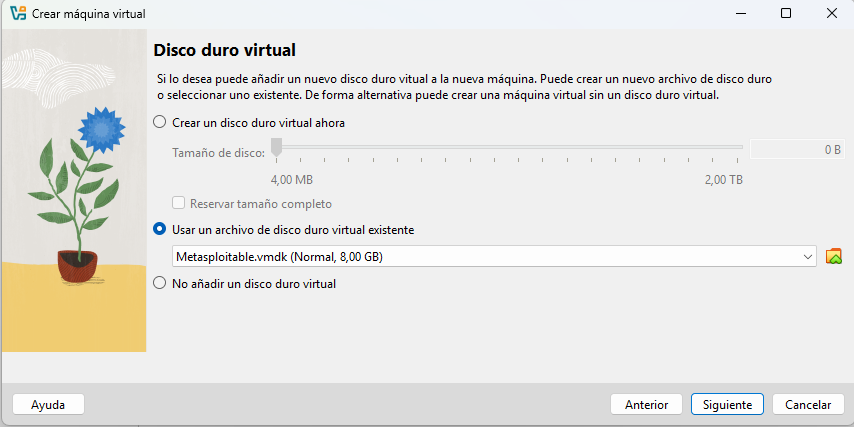 Crear máquina virtual
Disco duro virtual
Si lo desea puede añadir un nuevo disco duro vitual a la nueva máquina. Puede crear un nuevo archivo de disco duro
o seleccionar uno existente. De forma alternativa puede crear una máquina virtual sin un disco duro virtual.
Crear un disco duro virtual ahora
Tamaño de disco:
0 B
4,00 MB
2,00 TB
Reservar tamaño completo
Usar un archivo de disco duro virtual existente
Metasploitable.vmdk (Normal, 8,00 GB)
No añadir un disco duro virtual
Ayuda
Anterior
Siguiente
Cancelar